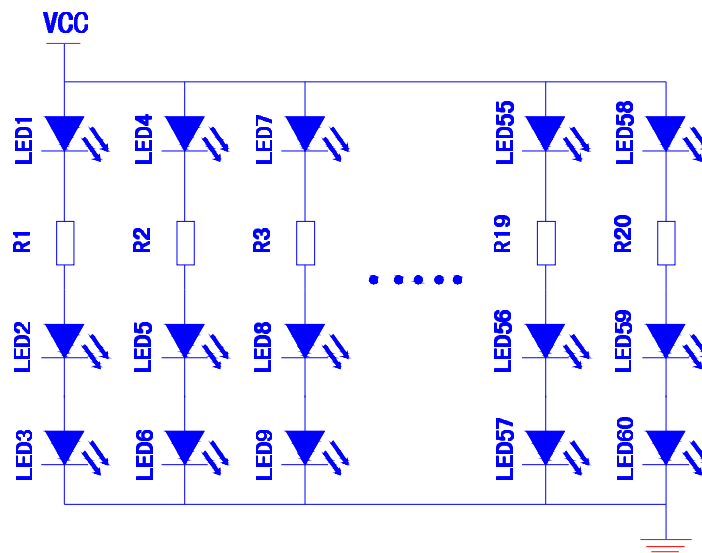 VCC
LED1 LED4 LED7 LED55 LED58
R1 R2 R3 R19 R20
LED2 LED5 LED8 LED56 LED59
LED3 LED6 LED9 LED57 LED60